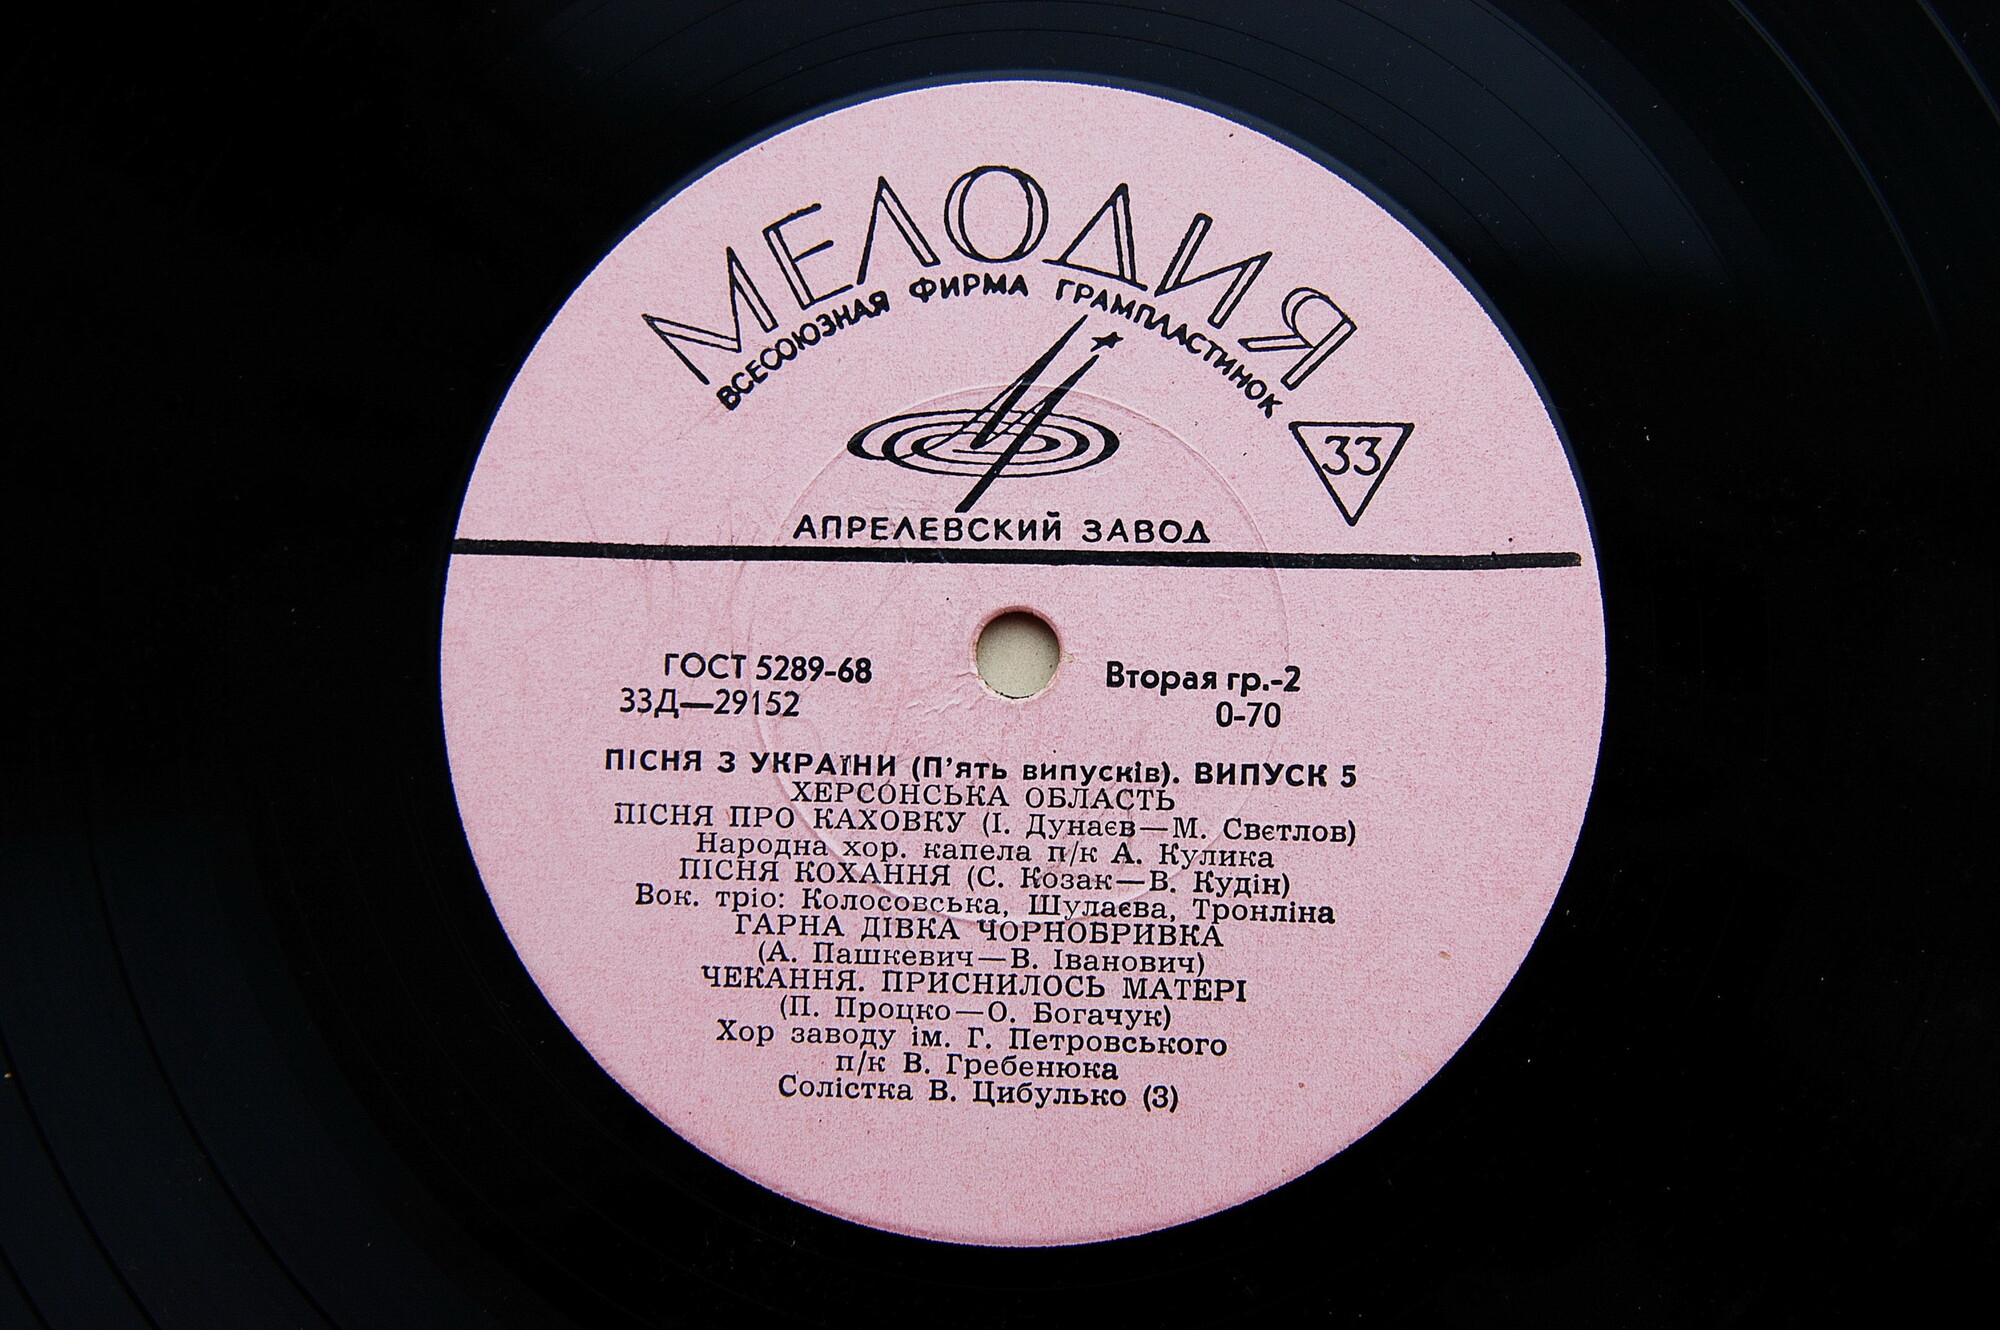 МЕЛОДИЯ
ВСЕСОЮЗНАЯ ФИРМА ГРАМПЛАСТИНОК
33
АПРЕЛЕВСКИЙ ЗАВОД
ГОСТ 5289-68
Вторая гр.-2
33Д—29152
0-70
ПІСНЯ З УКРАЇНИ (П'ять випусків). ВИПУСК 5
ХЕРСОНСЬКА ОБЛАСТЬ
ПІСНЯ ПРО КАХОВКУ (І. Дунаєв—М. Свєтлов)
Народна хор. капела п/к А. Кулика
ПІСНЯ КОХАННЯ (С. Козак—В. Кудін)
Вок. тріо: Колосовська, Шулаєва, Тронліна
ГАРНА ДІВКА ЧОРНОБРИВКА
(А. Пашкевич—В. Іванович)
ЧЕКАННЯ. ПРИСНИЛОСЬ МАТЕРІ
(П. Процко—О. Богачук)
Хор заводу ім. Г. Петровського
п/к В. Гребенюка
Солістка В. Цибулько (3)